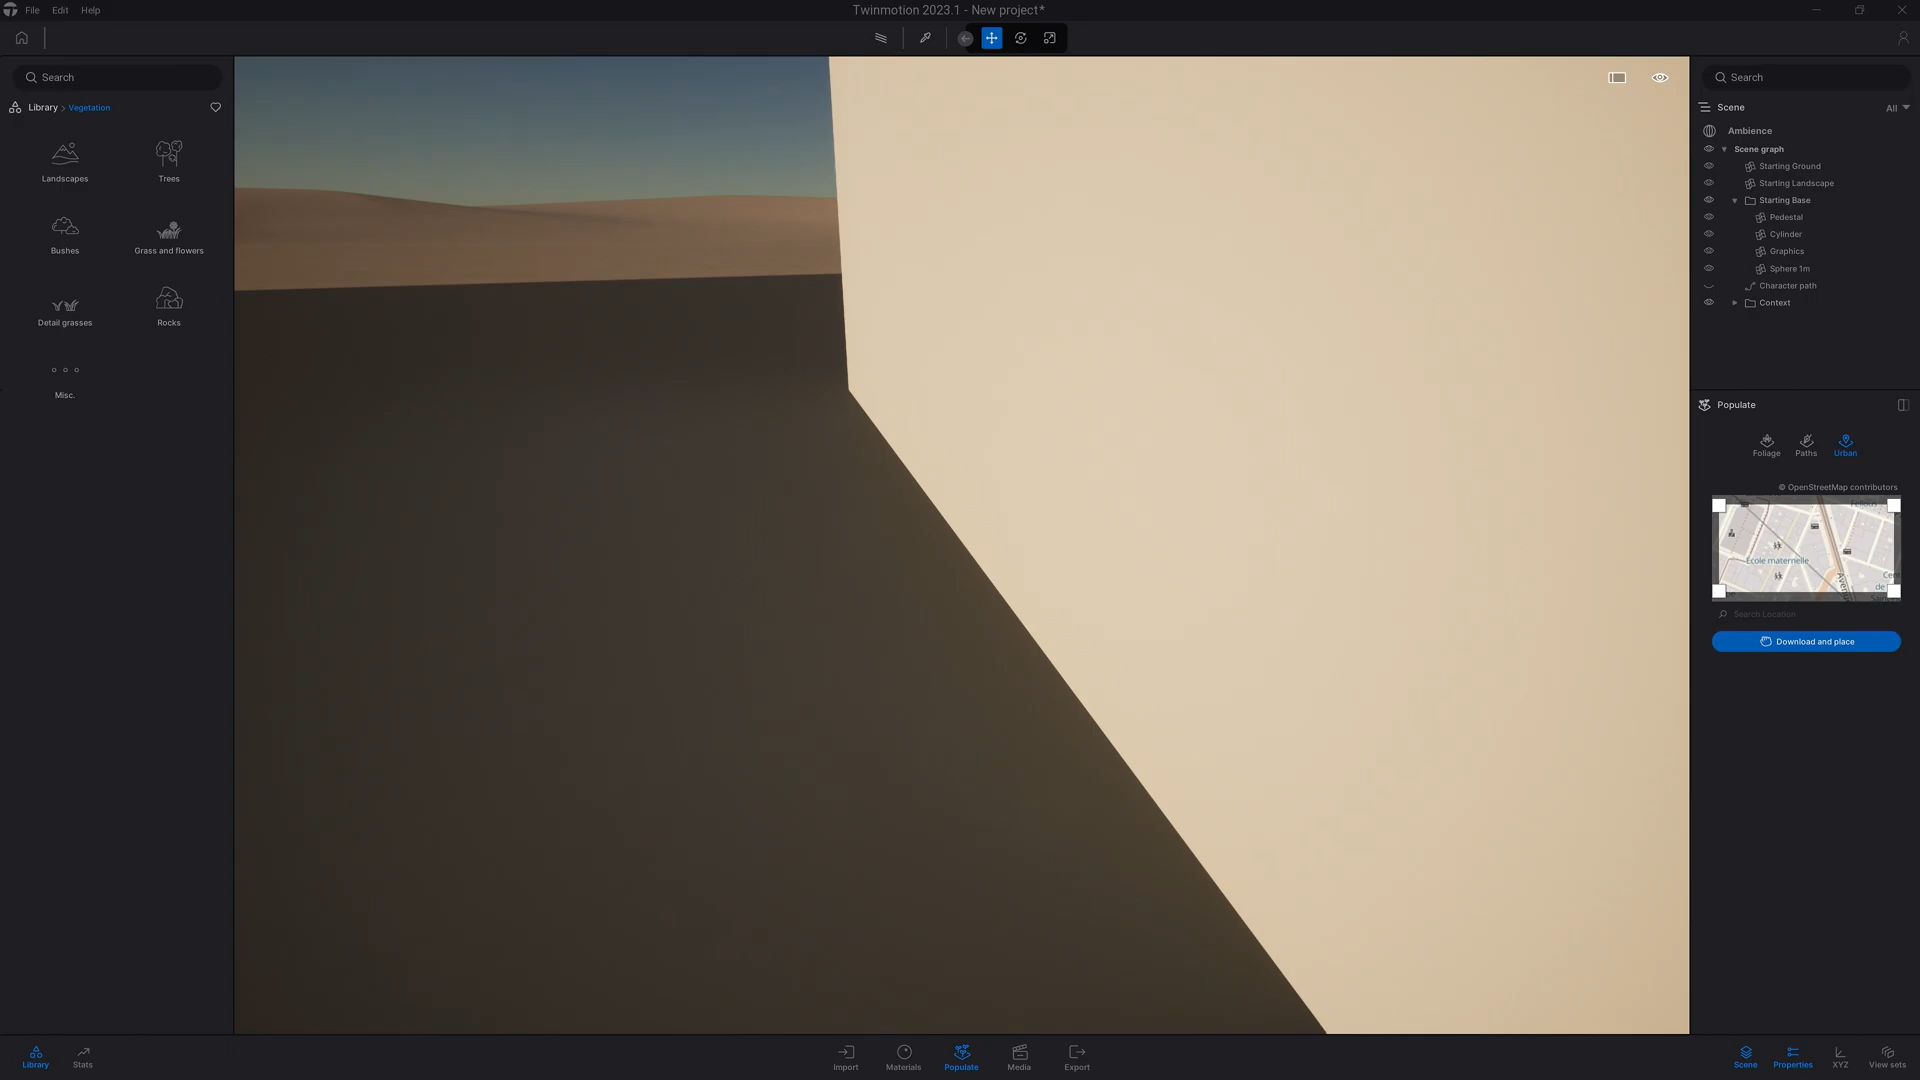 File Edit Help
Twinmotion 2023.1 - New project*
Search
Library > Vegetation
Landscapes
Trees
Bushes
Grass and flowers
Detail grasses
Rocks
Misc.
Search
Scene
All
Ambience
Scene graph
Starting Ground
Starting Landscape
Starting Base
Pedestal
Cylinder
Graphics
Sphere 1m
Character path
Context
Populate
Foliage
Paths
Urban
© OpenStreetMap contributors
École maternelle
Search Location
Download and place
Library
Stats
Import
Materials
Populate
Media
Export
Scene
Properties
XYZ
View sets